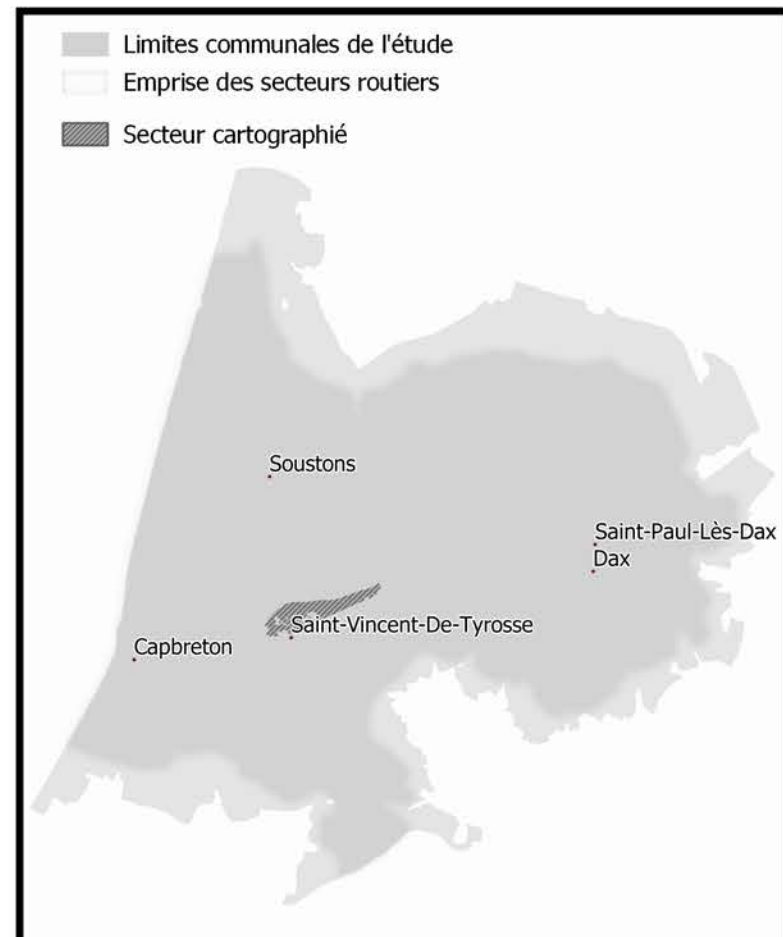 Limites communales de l'étude
Emprise des secteurs routiers
Secteur cartographié
Soustons
Saint-Paul-Lès-Dax
Dax
Saint-Vincent-De-Tyrosse
Capbreton